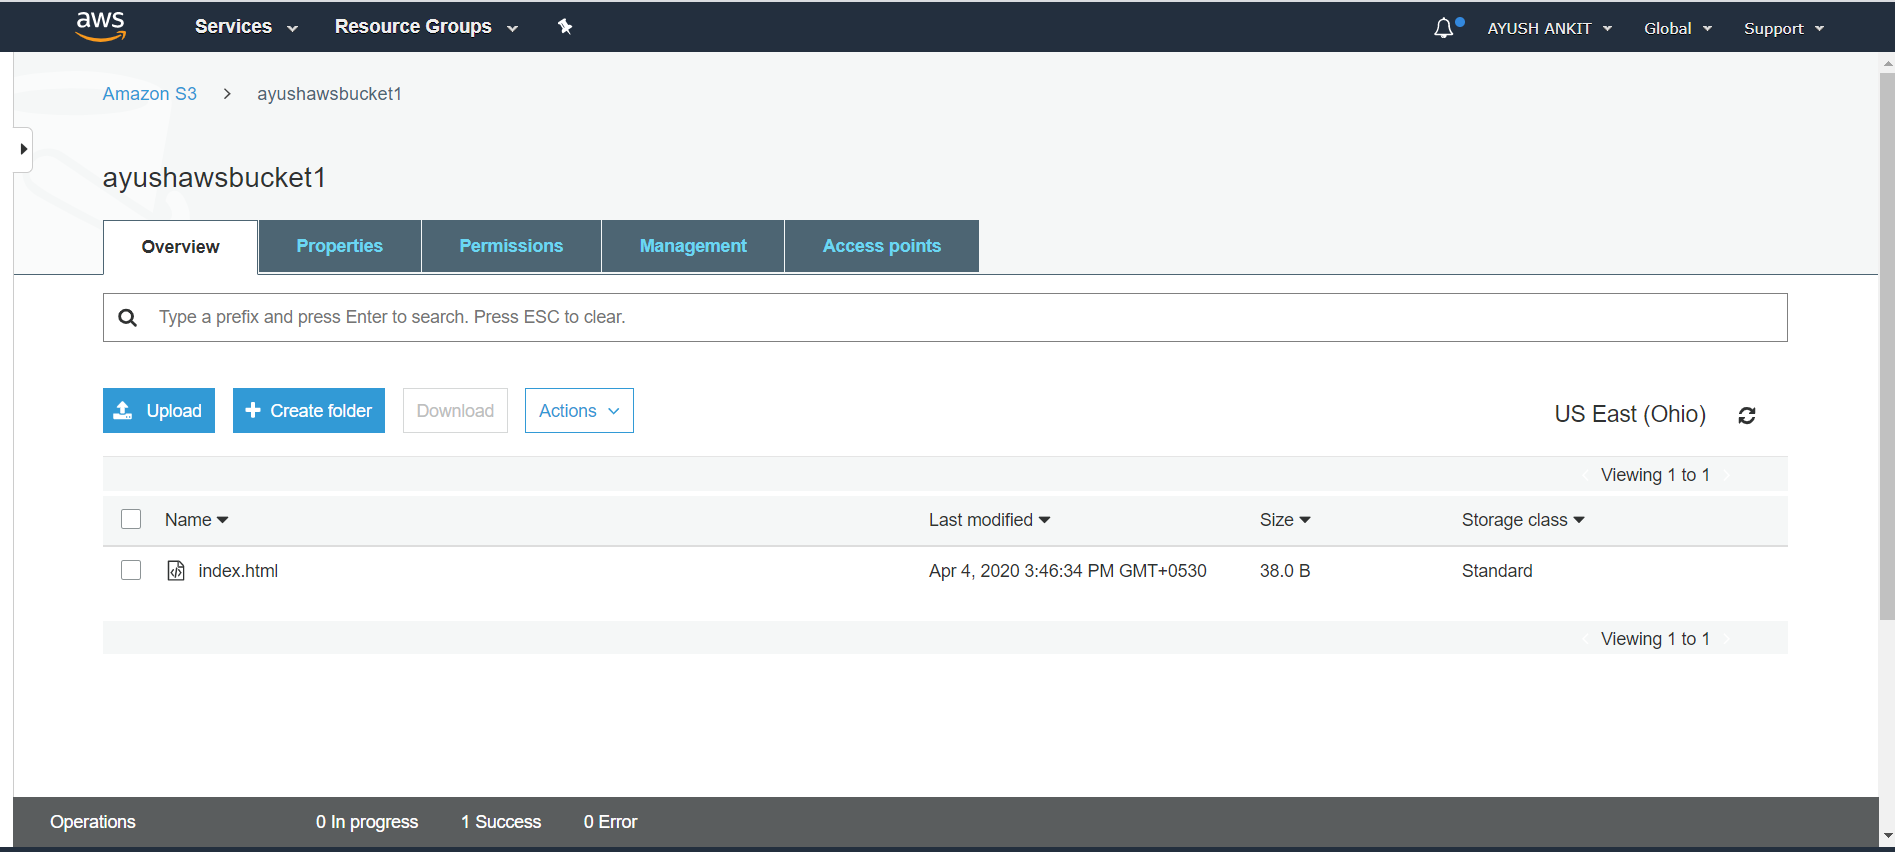 aws Services Resource Groups AYUSH ANKIT Global Support
Amazon S3 > ayushawsbucket1
ayushawsbucket1
Overview Properties Permissions Management Access points
Type a prefix and press Enter to search. Press ESC to clear.
Upload + Create folder Download Actions US East (Ohio)
Viewing 1 to 1
Name Last modified Size Storage class
index.html Apr 4, 2020 3:46:34 PM GMT+0530 38.0 B Standard
Viewing 1 to 1
Operations 0 In progress 1 Success 0 Error